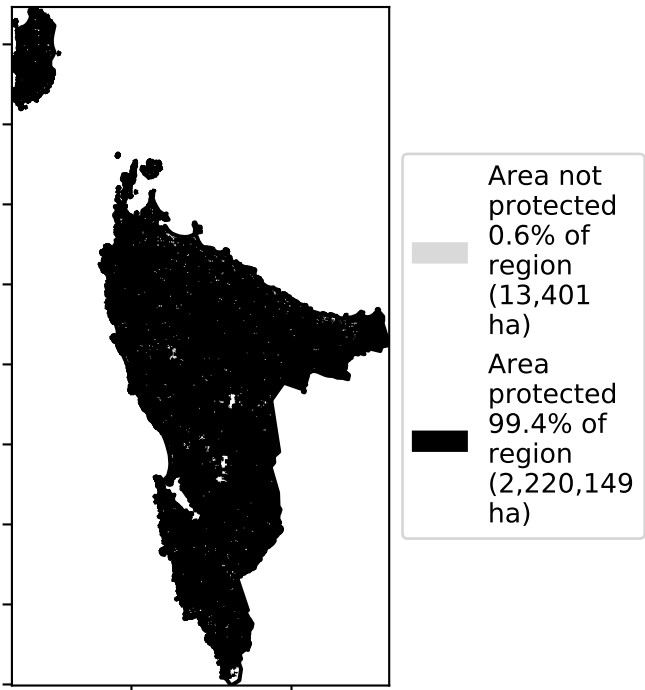 Area not
protected
0.6% of
region
(13,401
ha)
Area
protected
99.4% of
region
(2,220,149
ha)